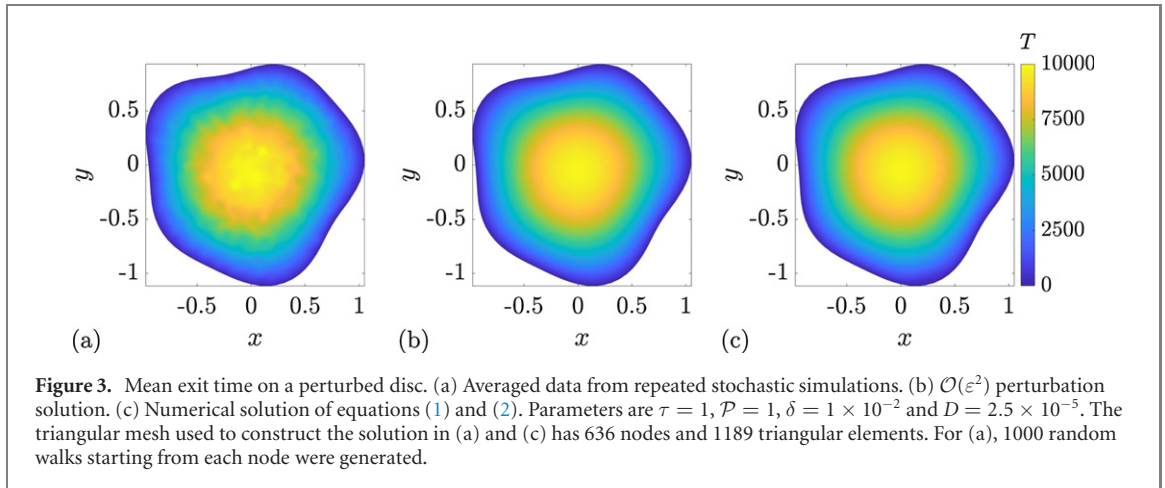 T
10000
7500
5000
2500
0
y
0.5
0
-0.5
-1
-0.5 0 0.5 1
x
(a)
y
0.5
0
-0.5
-1
-0.5 0 0.5 1
x
(b)
y
0.5
0
-0.5
-1
-0.5 0 0.5 1
x
(c)
Figure 3. Mean exit time on a perturbed disc. (a) Averaged data from repeated stochastic simulations. (b) 𝒪(ε²) perturbation
solution. (c) Numerical solution of equations (1) and (2). Parameters are τ = 1, 𝒫 = 1, δ = 1 × 10⁻² and D = 2.5 × 10⁻⁵. The
triangular mesh used to construct the solution in (a) and (c) has 636 nodes and 1189 triangular elements. For (a), 1000 random
walks starting from each node were generated.